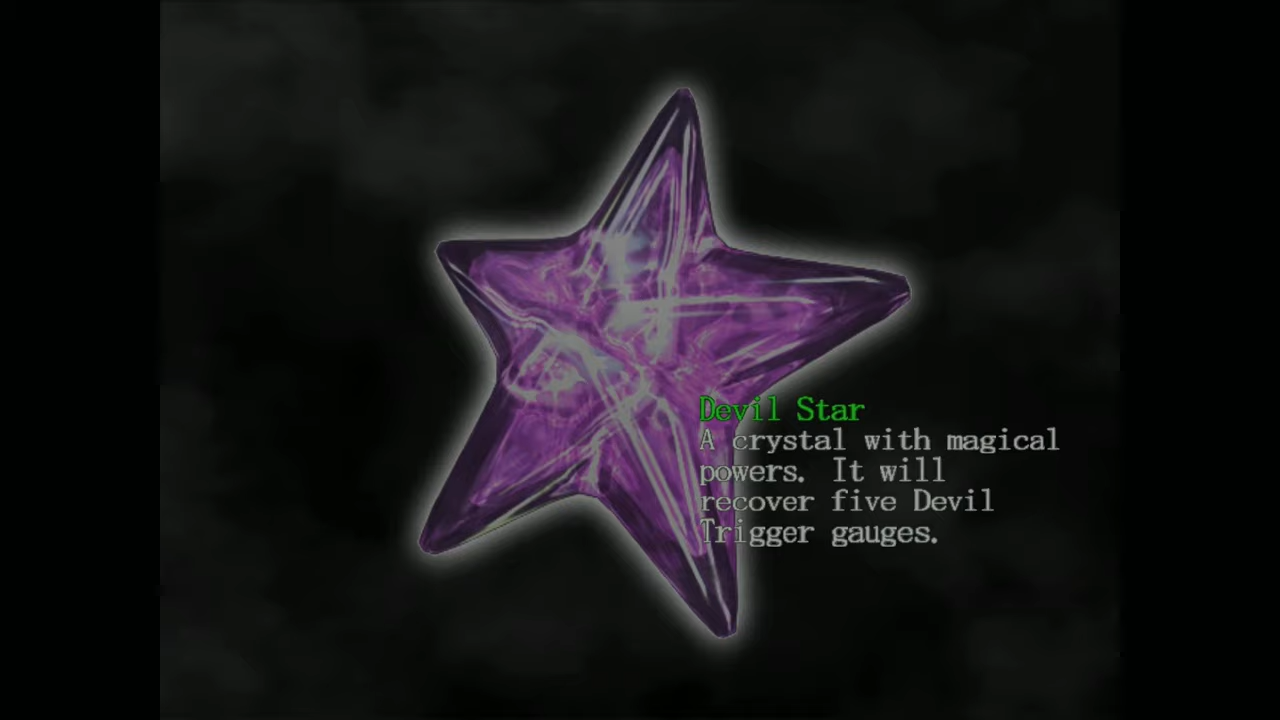 Devil Star
A crystal with magical
powers. It will
recover five Devil
Trigger gauges.